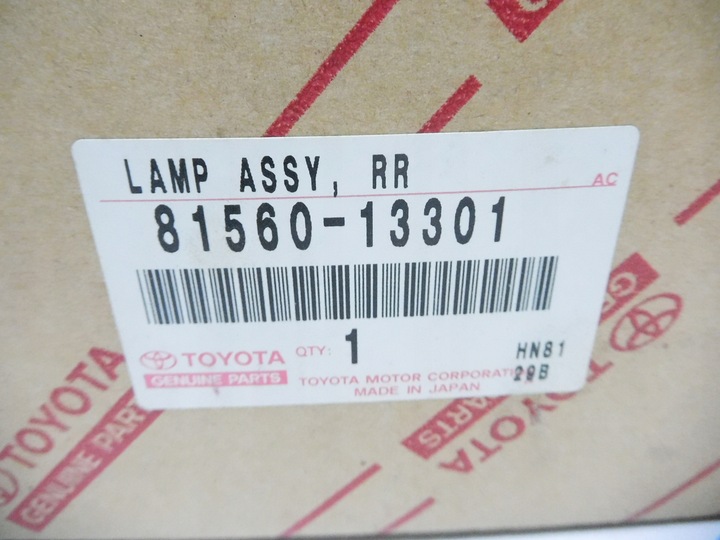 LAMP ASSY, RR
AC
81560-13301
TOYOTA
GENUINE PARTS
QTY: 1
TOYOTA MOTOR CORPORATI
MADE IN JAPAN
HN81
29B
TOYOTA
GENUINE PARTS
TOYOTA